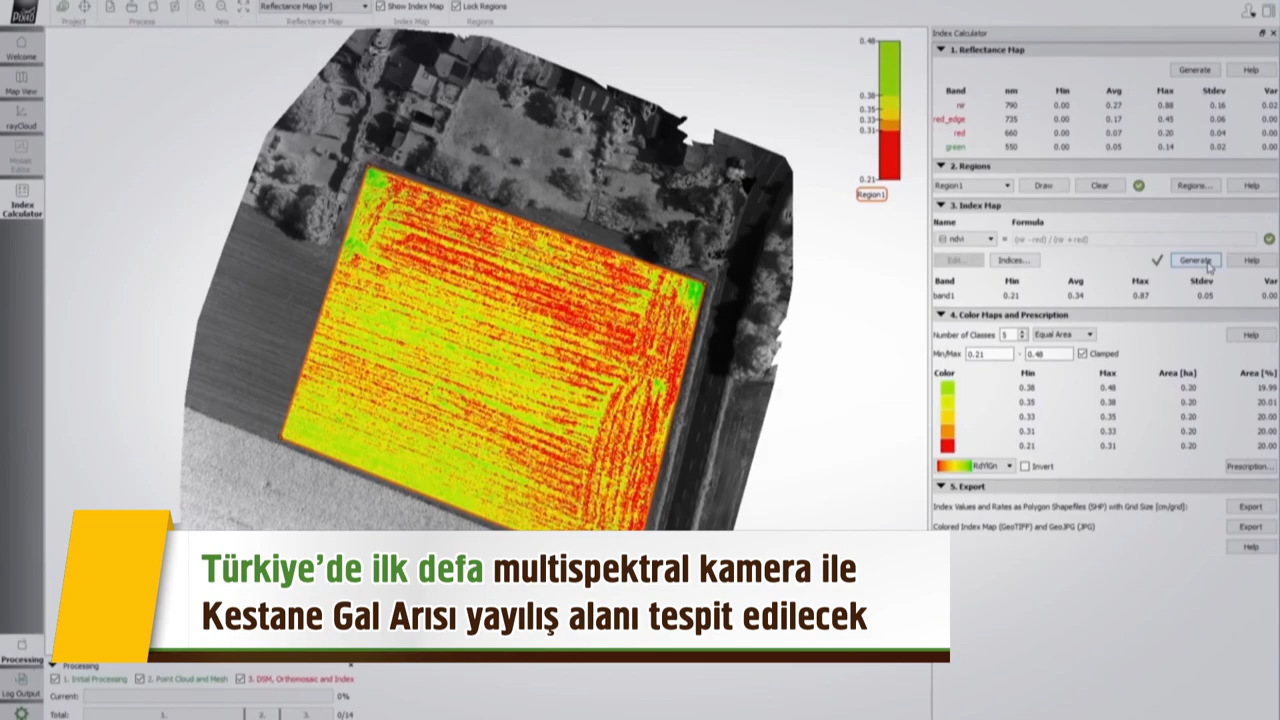 Reflectance Map [nir]
Show Index Map
Lock Regions
Project
Process
View
Reflectance Map
Index Map
Regions
Welcome
Map View
rayCloud
Mosaic Editor
Index Calculator
Processing
Log Output
0.48
0.38
0.35
0.33
0.31
0.21
Region1
Index Calculator
1. Reflectance Map
Generate Help
Band nm Min Avg Max Stdev Var
nir 790 0.00 0.27 0.88 0.16 0.02
red_edge 735 0.00 0.17 0.45 0.06 0.00
red 660 0.00 0.07 0.20 0.04 0.00
green 550 0.00 0.05 0.14 0.02 0.00
2. Regions
Region1 Draw Clear Regions... Help
3. Index Map
Name Formula
ndvi = (nir - red) / (nir + red)
Edit... Indices... Generate Help
Band Min Avg Max Stdev Var
band1 0.21 0.34 0.87 0.05 0.00
4. Color Maps and Prescription
Number of Classes 5 Equal Area Help
Min/Max 0.21 - 0.48 Clamped
Color Min Max Area [ha] Area [%]
0.38 0.48 0.20 19.99
0.35 0.38 0.20 20.01
0.33 0.35 0.20 20.00
0.31 0.33 0.20 20.00
0.21 0.31 0.20 20.00
RdYlGn Invert Prescription...
5. Export
Index Values and Rates as Polygon Shapefiles (SHP) with Grid Size [cm/grid]: Export
Colored Index Map (GeoTIFF) and GeoJPG (JPG) Export
Help
Türkiye’de ilk defa multispektral kamera ile
Kestane Gal Arısı yayılış alanı tespit edilecek
Processing
1. Initial Processing 2. Point Cloud and Mesh 3. DSM, Orthomosaic and Index
Current: 0%
Total: 1. 2. 3. 0/14